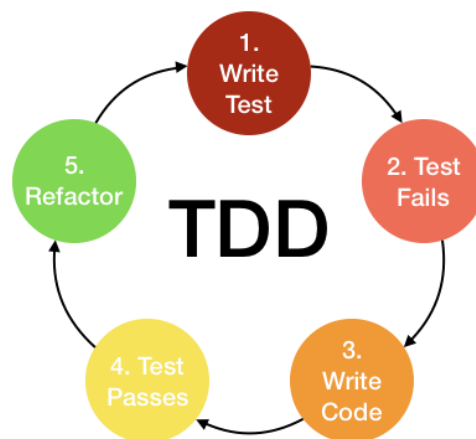 1.
Write
Test
2. Test
Fails
3.
Write
Code
4. Test
Passes
5.
Refactor
TDD